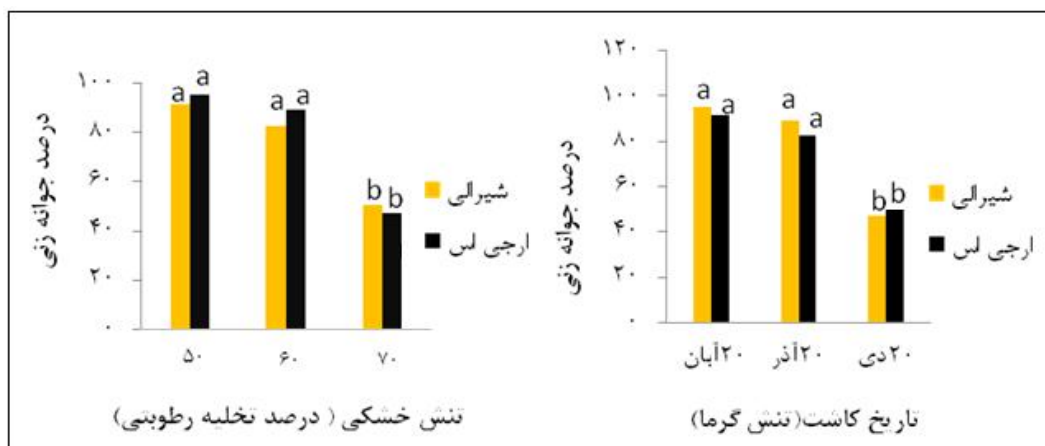 ۱۲۰
۱۰۰
۸۰
۶۰
۴۰
۲۰
۰
درصد جوانه زنی
a a
a a
b b
۲۰آبان ۲۰آذر ۲۰دی
تاریخ کاشت(تنش گرما)
شیرالی
ارجی اس
۱۰۰
۸۰
۶۰
۴۰
۲۰
۰
درصد جوانه زنی
a a
a a
b b
۵۰ ۶۰ ۷۰
تنش خشکی ( درصد تخلیه رطوبتی)
شیرالی
ارجی اس